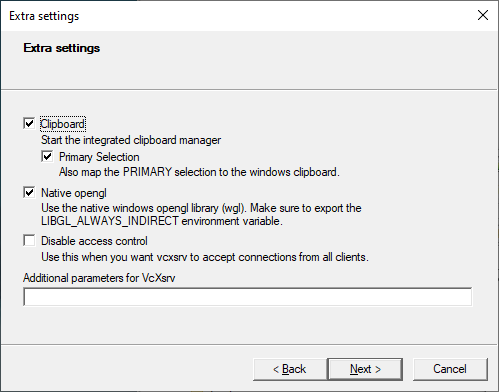 Extra settings
Extra settings
Clipboard
Start the integrated clipboard manager
Primary Selection
Also map the PRIMARY selection to the windows clipboard.
Native opengl
Use the native windows opengl library (wgl). Make sure to export the
LIBGL_ALWAYS_INDIRECT environment variable.
Disable access control
Use this when you want vcxsrv to accept connections from all clients.
Additional parameters for VcXsrv
< Back Next > Cancel